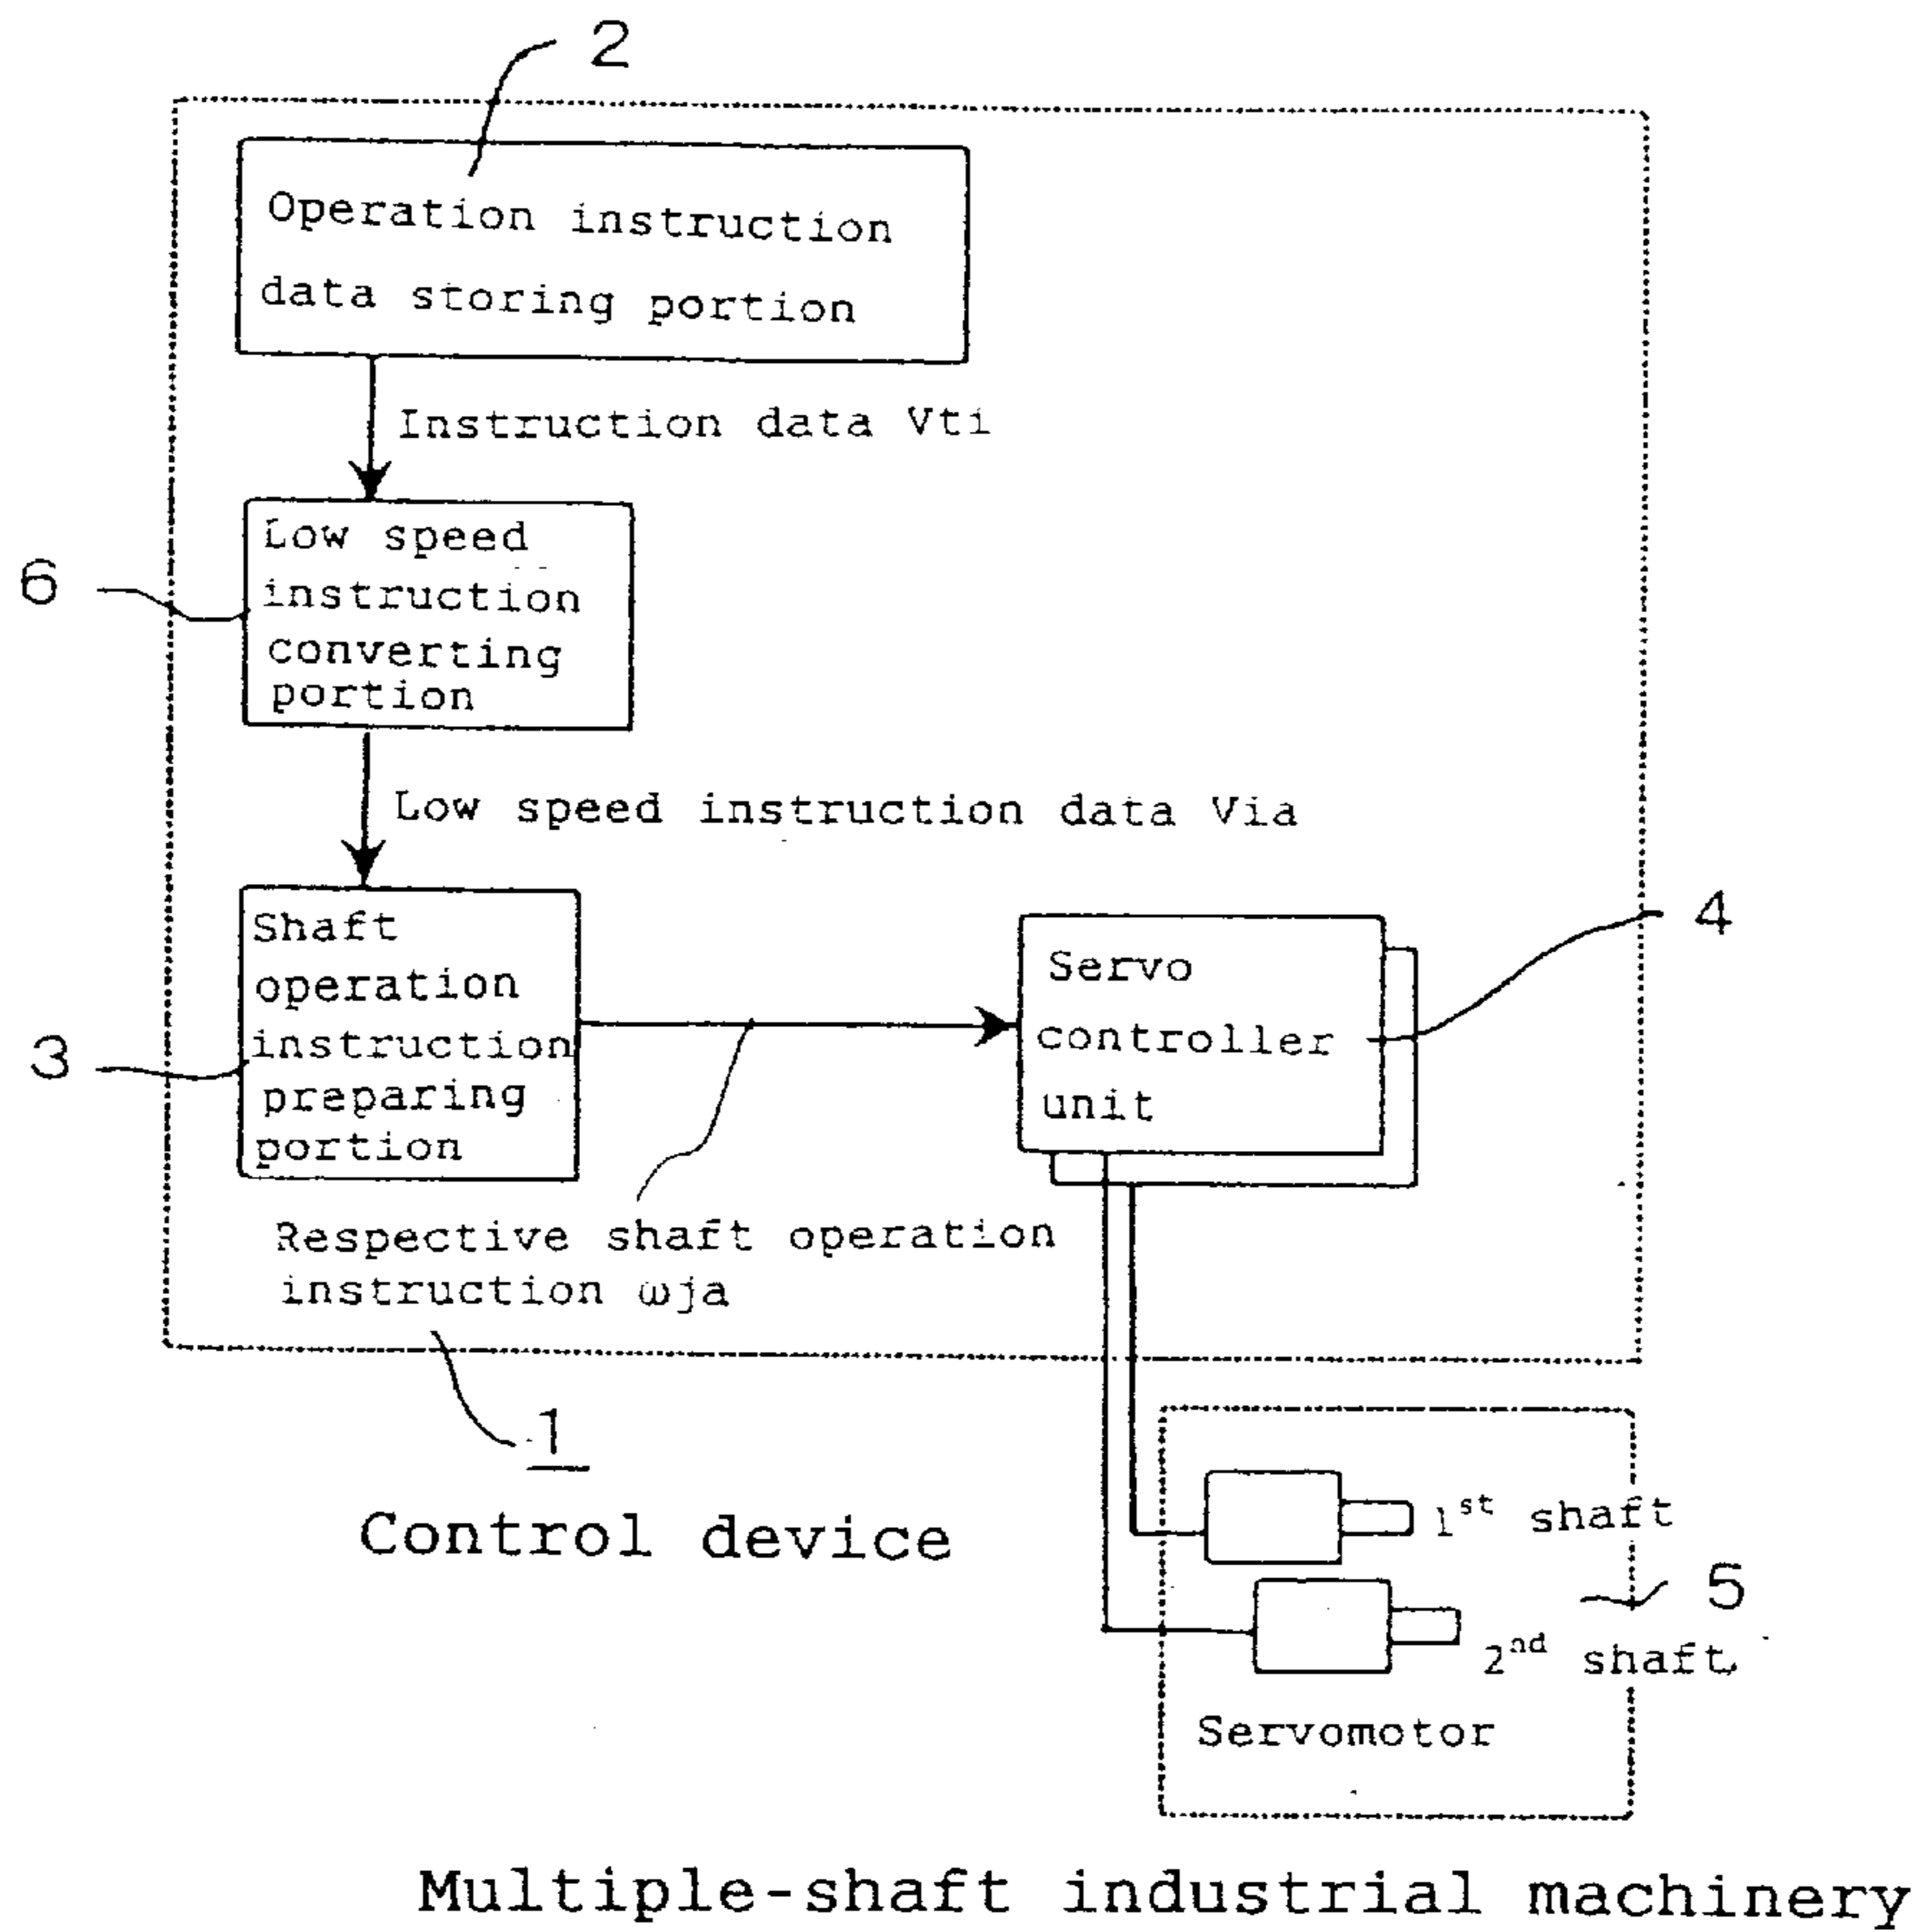 2
Operation instruction
data storing portion
Instruction data Vti
6
Low speed
instruction
converting
portion
Low speed instruction data Via
3
Shaft
operation
instruction
preparing
portion
4
Servo
controller
unit
Respective shaft operation
instruction ωja
1
Control device
1st shaft
5
2nd shaft
Servomotor
Multiple-shaft industrial machinery